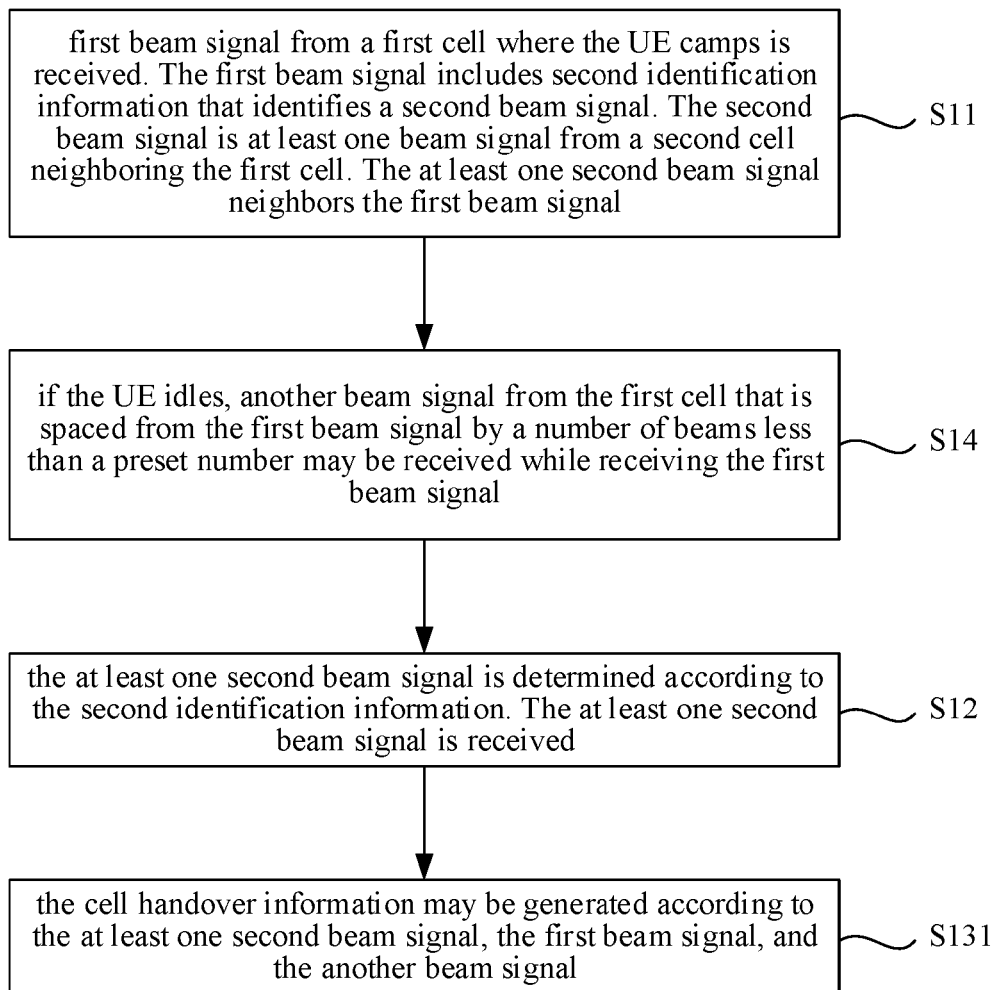 first beam signal from a first cell where the UE camps is
received. The first beam signal includes second identification
information that identifies a second beam signal. The second
beam signal is at least one beam signal from a second cell
neighboring the first cell. The at least one second beam signal
neighbors the first beam signal
S11
if the UE idles, another beam signal from the first cell that is
spaced from the first beam signal by a number of beams less
than a preset number may be received while receiving the first
beam signal
S14
the at least one second beam signal is determined according to
the second identification information. The at least one second
beam signal is received
S12
the cell handover information may be generated according to
the at least one second beam signal, the first beam signal, and
the another beam signal
S131